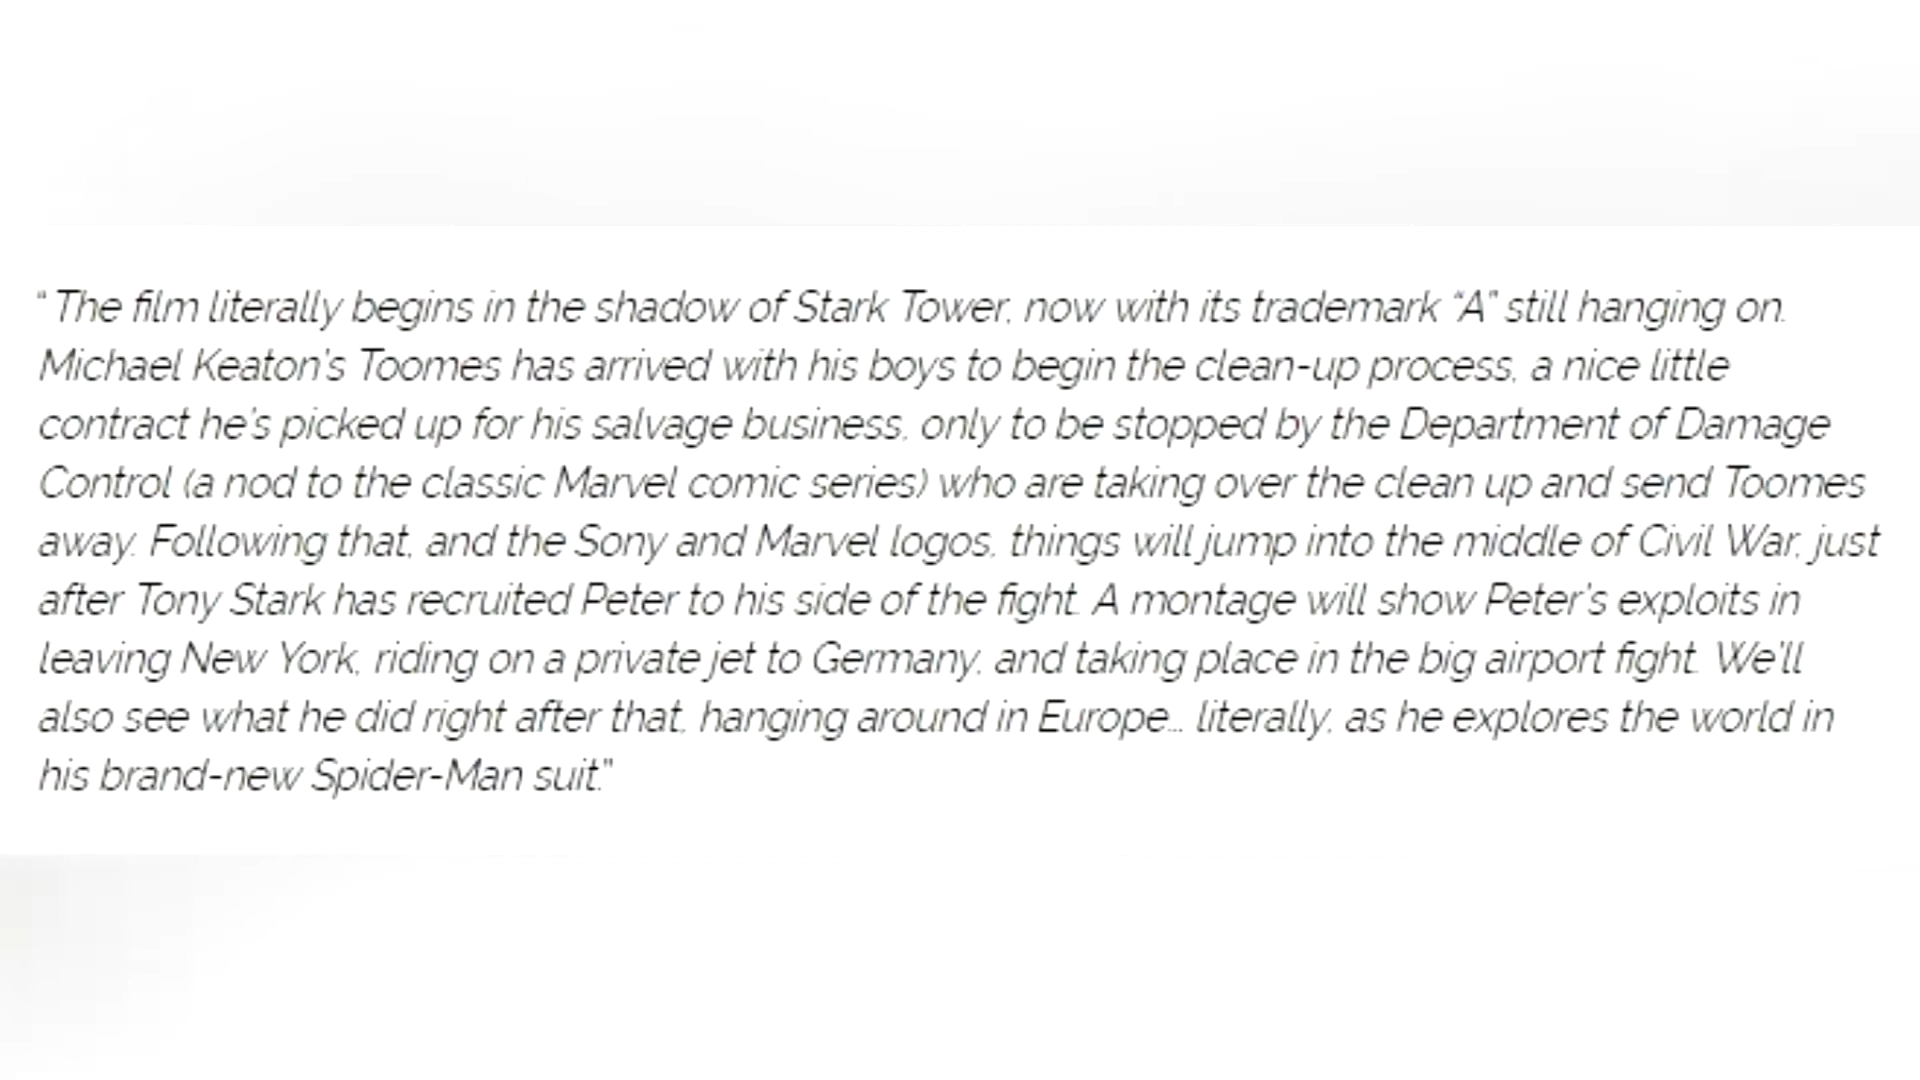 “ The film literally begins in the shadow of Stark Tower, now with its trademark “A” still hanging on.
Michael Keaton’s Toomes has arrived with his boys to begin the clean-up process, a nice little
contract he’s picked up for his salvage business, only to be stopped by the Department of Damage
Control (a nod to the classic Marvel comic series) who are taking over the clean up and send Toomes
away. Following that, and the Sony and Marvel logos, things will jump into the middle of Civil War, just
after Tony Stark has recruited Peter to his side of the fight. A montage will show Peter’s exploits in
leaving New York, riding on a private jet to Germany, and taking place in the big airport fight. We’ll
also see what he did right after that, hanging around in Europe… literally, as he explores the world in
his brand-new Spider-Man suit.”